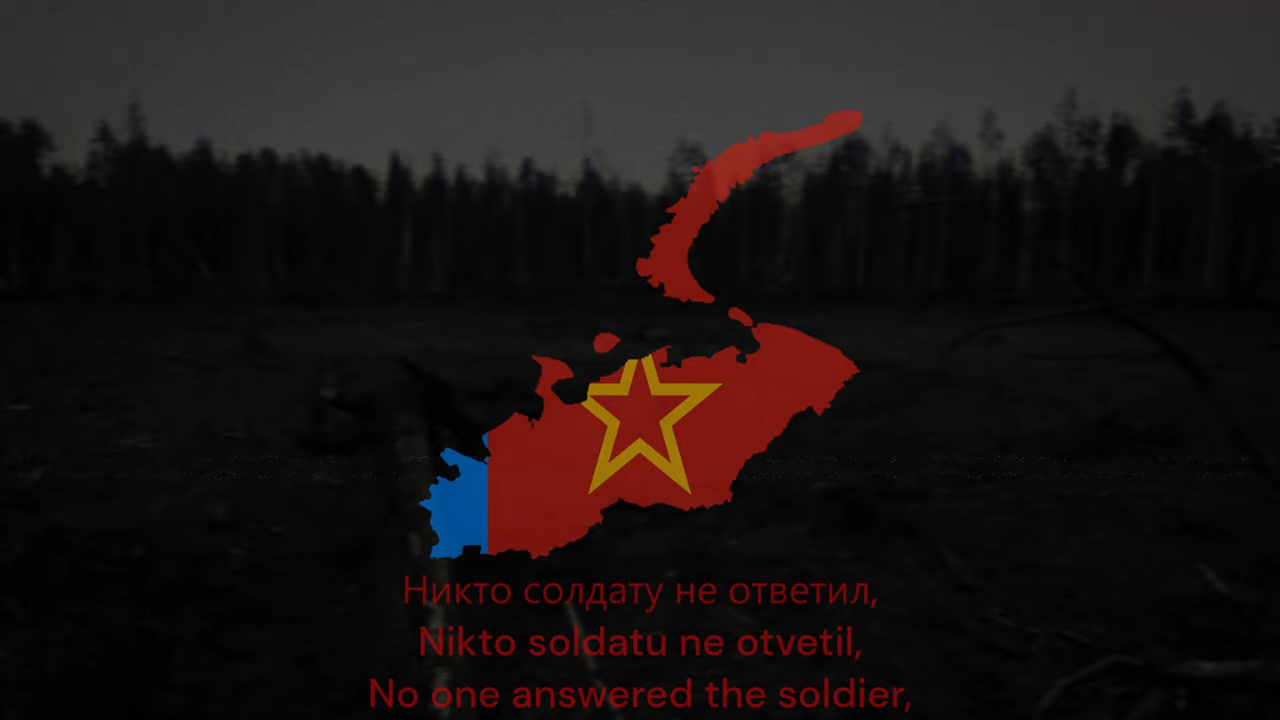 Никто солдату не ответил,
Nikto soldatu ne otvetil,
No one answered the soldier,